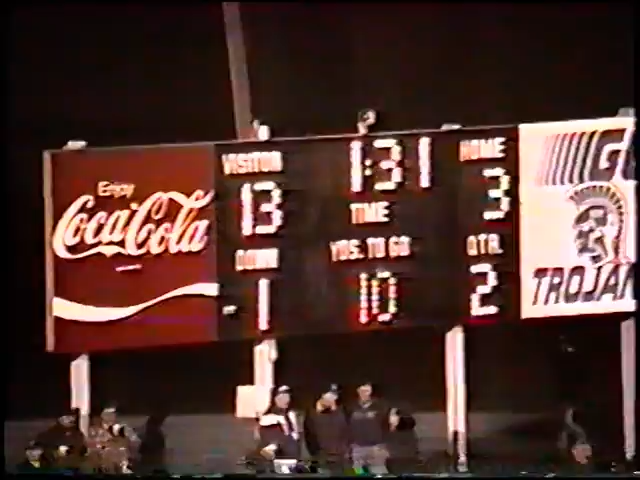 Enjoy
Coca-Cola
VISITOR
13
1:31
TIME
HOME
3
DOWN
1
YDS. TO GO
10
QTR.
2
TROJAN